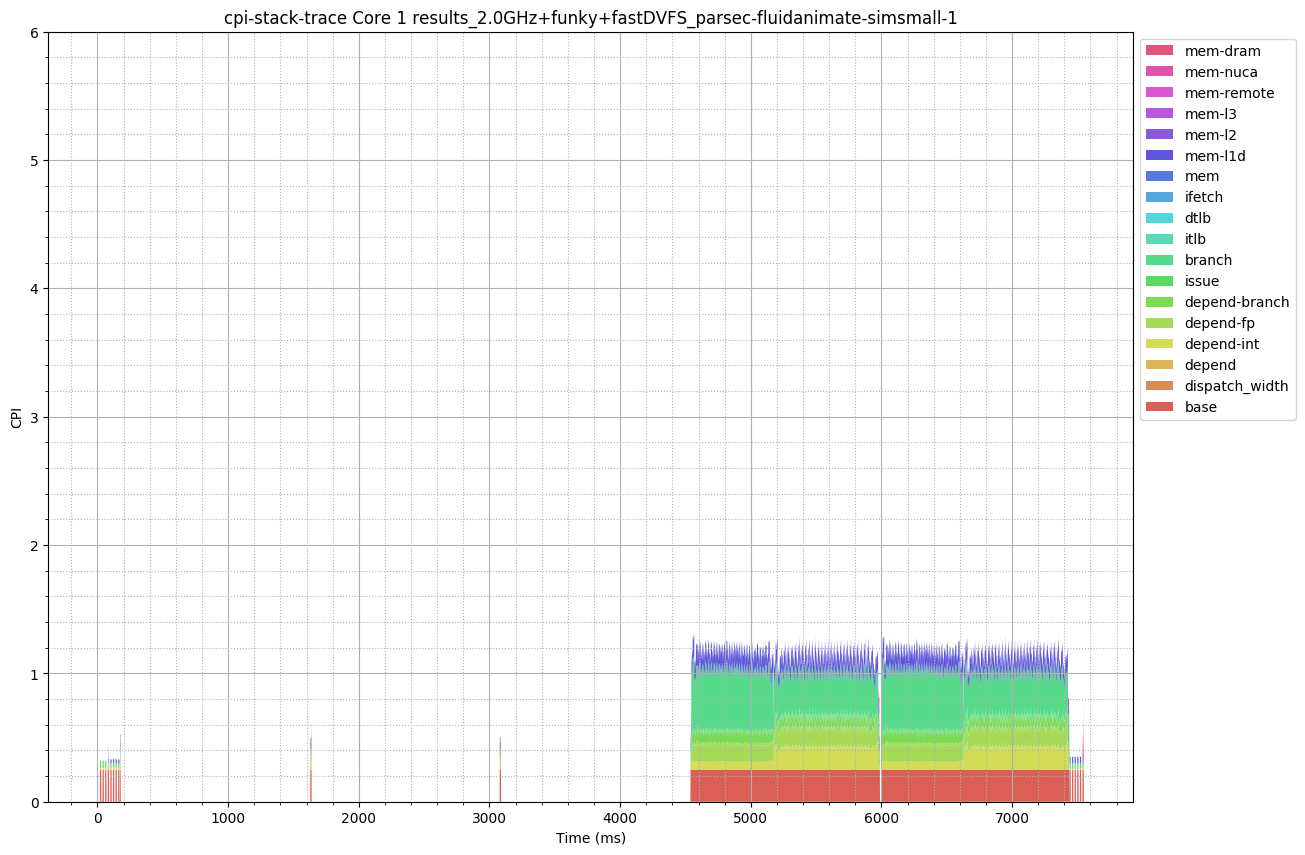 cpi-stack-trace Core 1 results_2.0GHz+funky+fastDVFS_parsec-fluidanimate-simsmall-1
6
5
4
3
2
1
0
CPI
0 1000 2000 3000 4000 5000 6000 7000
Time (ms)
mem-dram
mem-nuca
mem-remote
mem-l3
mem-l2
mem-l1d
mem
ifetch
dtlb
itlb
branch
issue
depend-branch
depend-fp
depend-int
depend
dispatch_width
base